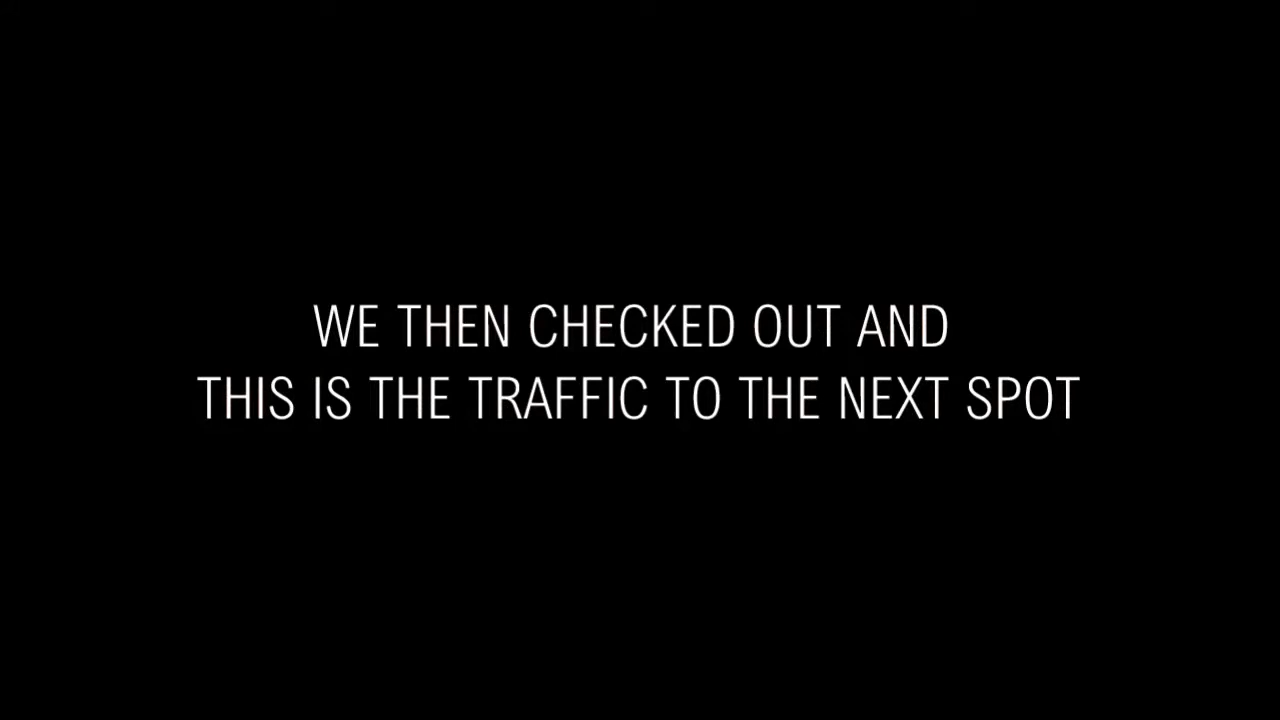 WE THEN CHECKED OUT AND
THIS IS THE TRAFFIC TO THE NEXT SPOT